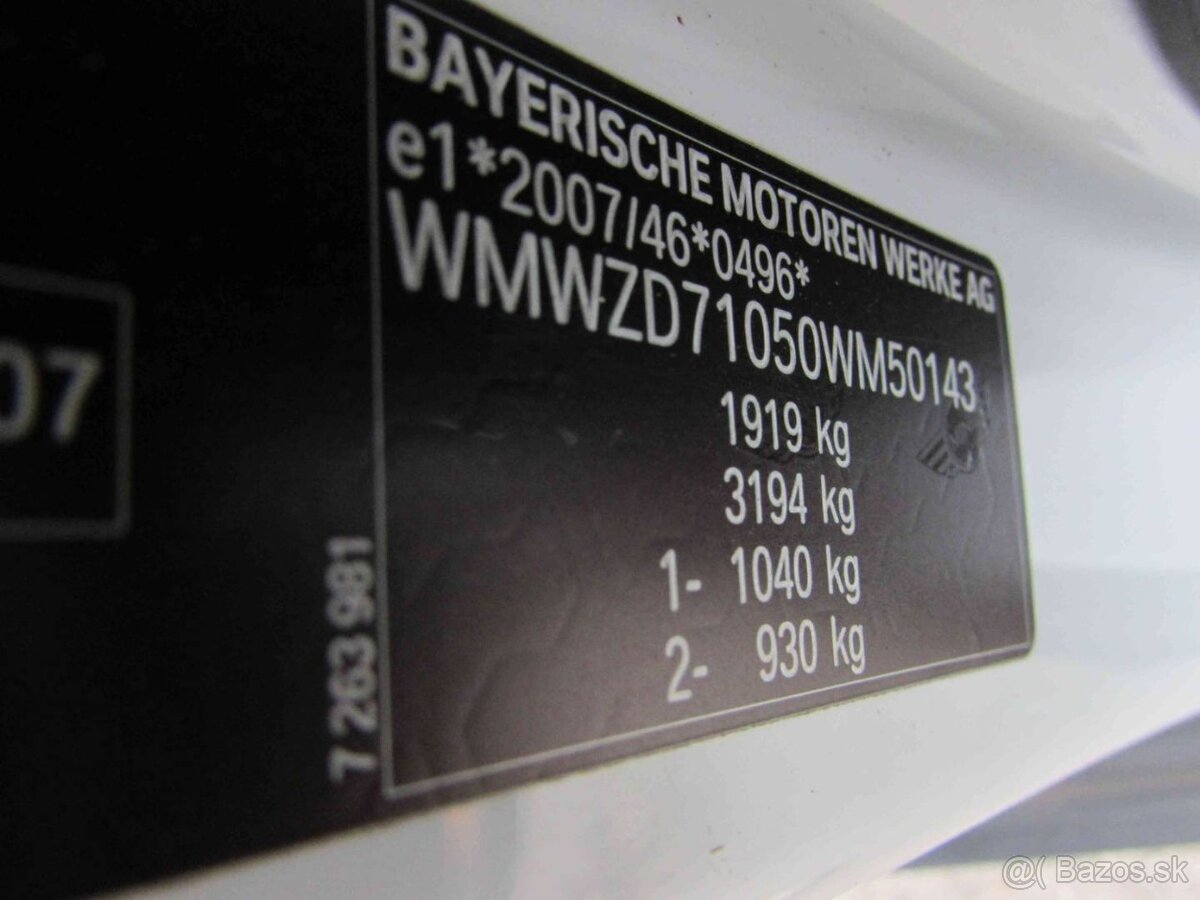 BAYERISCHE MOTOREN WERKE AG
e1*2007/46*0496*
WMWZD71050WM50143
1919 kg
3194 kg
1- 1040 kg
2- 930 kg
07
7 263 981
@( Bazos.sk